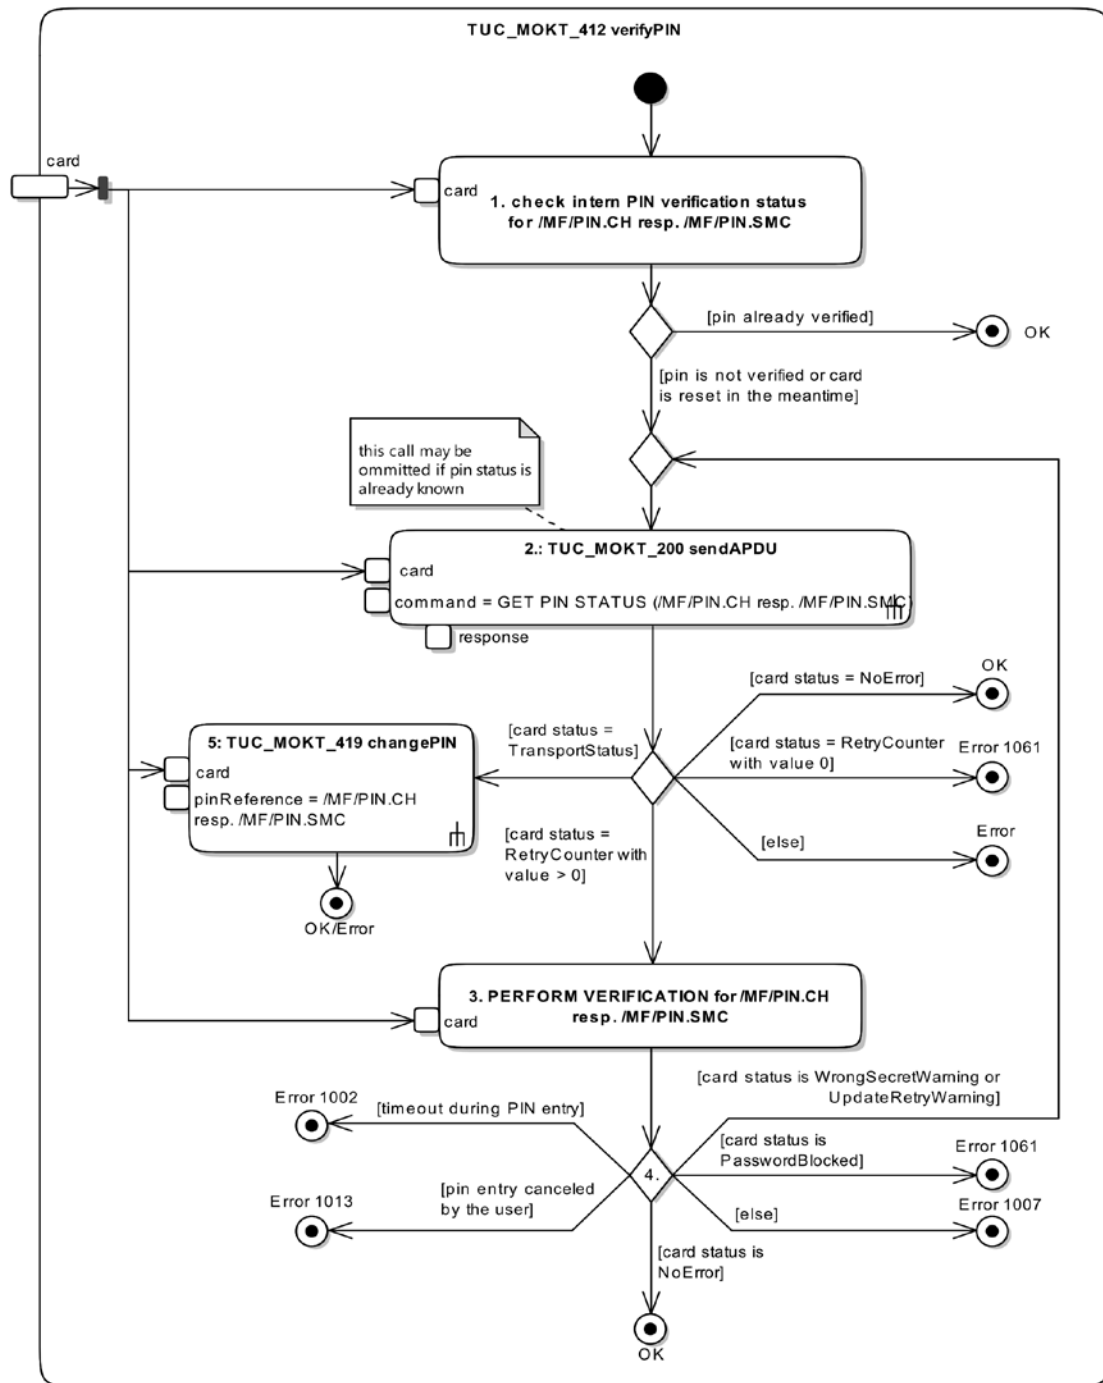 TUC_MOKT_412 verifyPIN
card
card
1. check intern PIN verification status
for /MF/PIN.CH resp. /MF/PIN.SMC
[pin already verified]
OK
[pin is not verified or card
is reset in the meantime]
this call may be
ommitted if pin status is
already known
2.: TUC_MOKT_200 sendAPDU
card
command = GET PIN STATUS (/MF/PIN.CH resp. /MF/PIN.SMC)
response
OK
[card status = NoError]
[card status =
TransportStatus]
[card status = RetryCounter
with value 0]
Error 1061
5: TUC_MOKT_419 changePIN
card
pinReference = /MF/PIN.CH
resp. /MF/PIN.SMC
[card status =
RetryCounter with
value > 0]
[else]
Error
OK/Error
3. PERFORM VERIFICATION for /MF/PIN.CH
resp. /MF/PIN.SMC
card
[card status is WrongSecretWarning or
UpdateRetryWarning]
Error 1002
[timeout during PIN entry]
[card status is
PasswordBlocked]
Error 1061
4.
Error 1013
[pin entry canceled
by the user]
[else]
Error 1007
[card status is
NoError]
OK